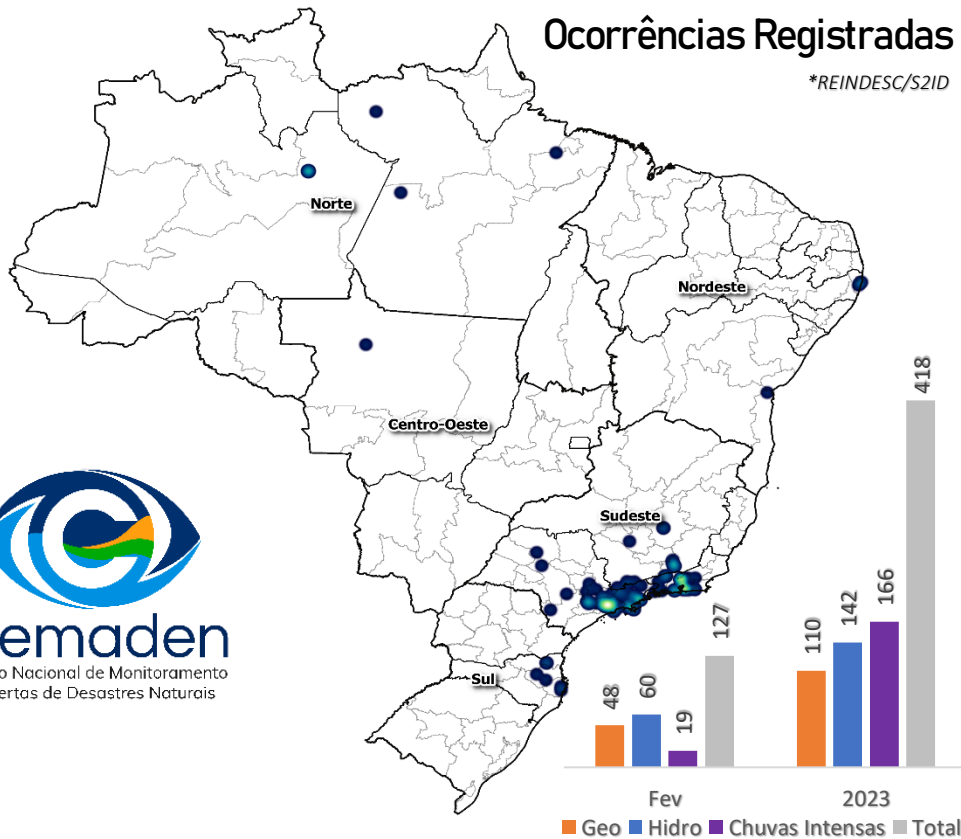 Ocorrências Registradas
*REINDESC/S2ID
Norte
Nordeste
Centro-Oeste
Sudeste
Sul
emaden
o Nacional de Monitoramento
ertas de Desastres Naturais
48
60
19
127
110
142
166
418
Fev
2023
Geo Hidro Chuvas Intensas Total